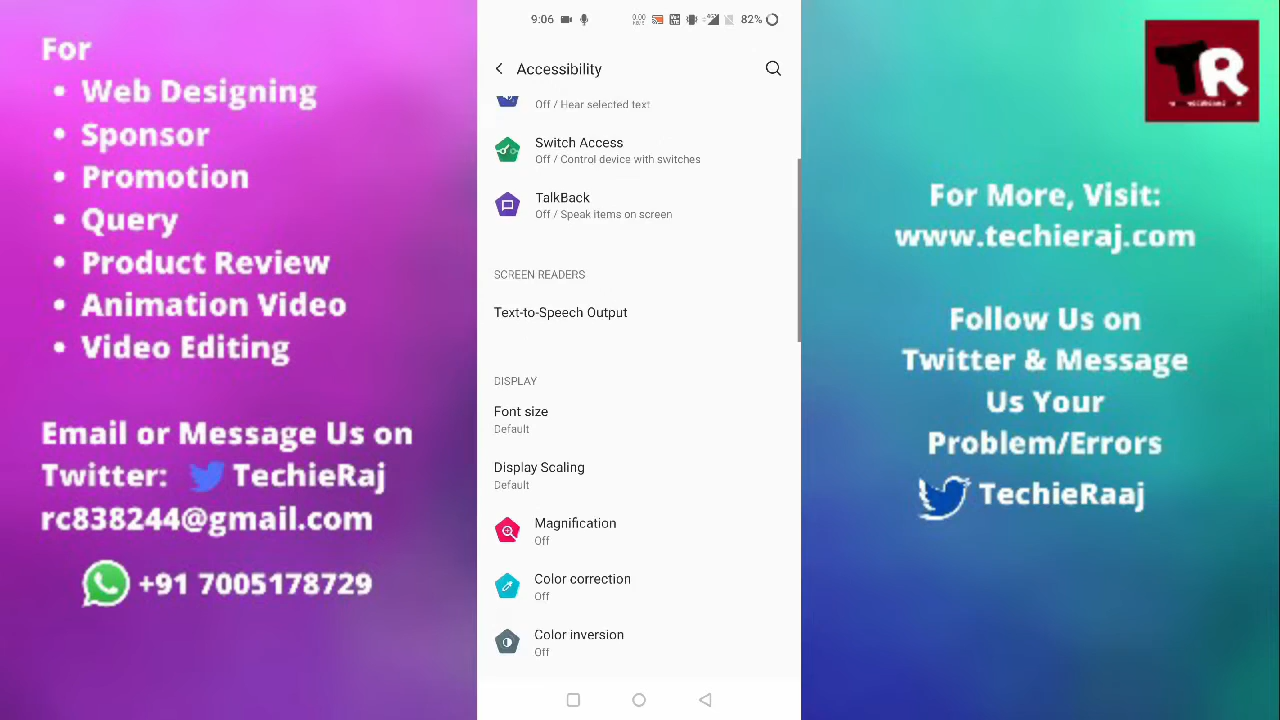 For
• Web Designing
• Sponsor
• Promotion
• Query
• Product Review
• Animation Video
• Video Editing
Email or Message Us on
Twitter: TechieRaj
rc838244@gmail.com
+91 7005178729
9:06
0.00
82%
Accessibility
Off / Hear selected text
Switch Access
Off / Control device with switches
TalkBack
Off / Speak items on screen
SCREEN READERS
Text-to-Speech Output
DISPLAY
Font size
Default
Display Scaling
Default
Magnification
Off
Color correction
Off
Color inversion
Off
TR
For More, Visit:
www.techieraj.com
Follow Us on
Twitter & Message
Us Your
Problem/Errors
TechieRaaj